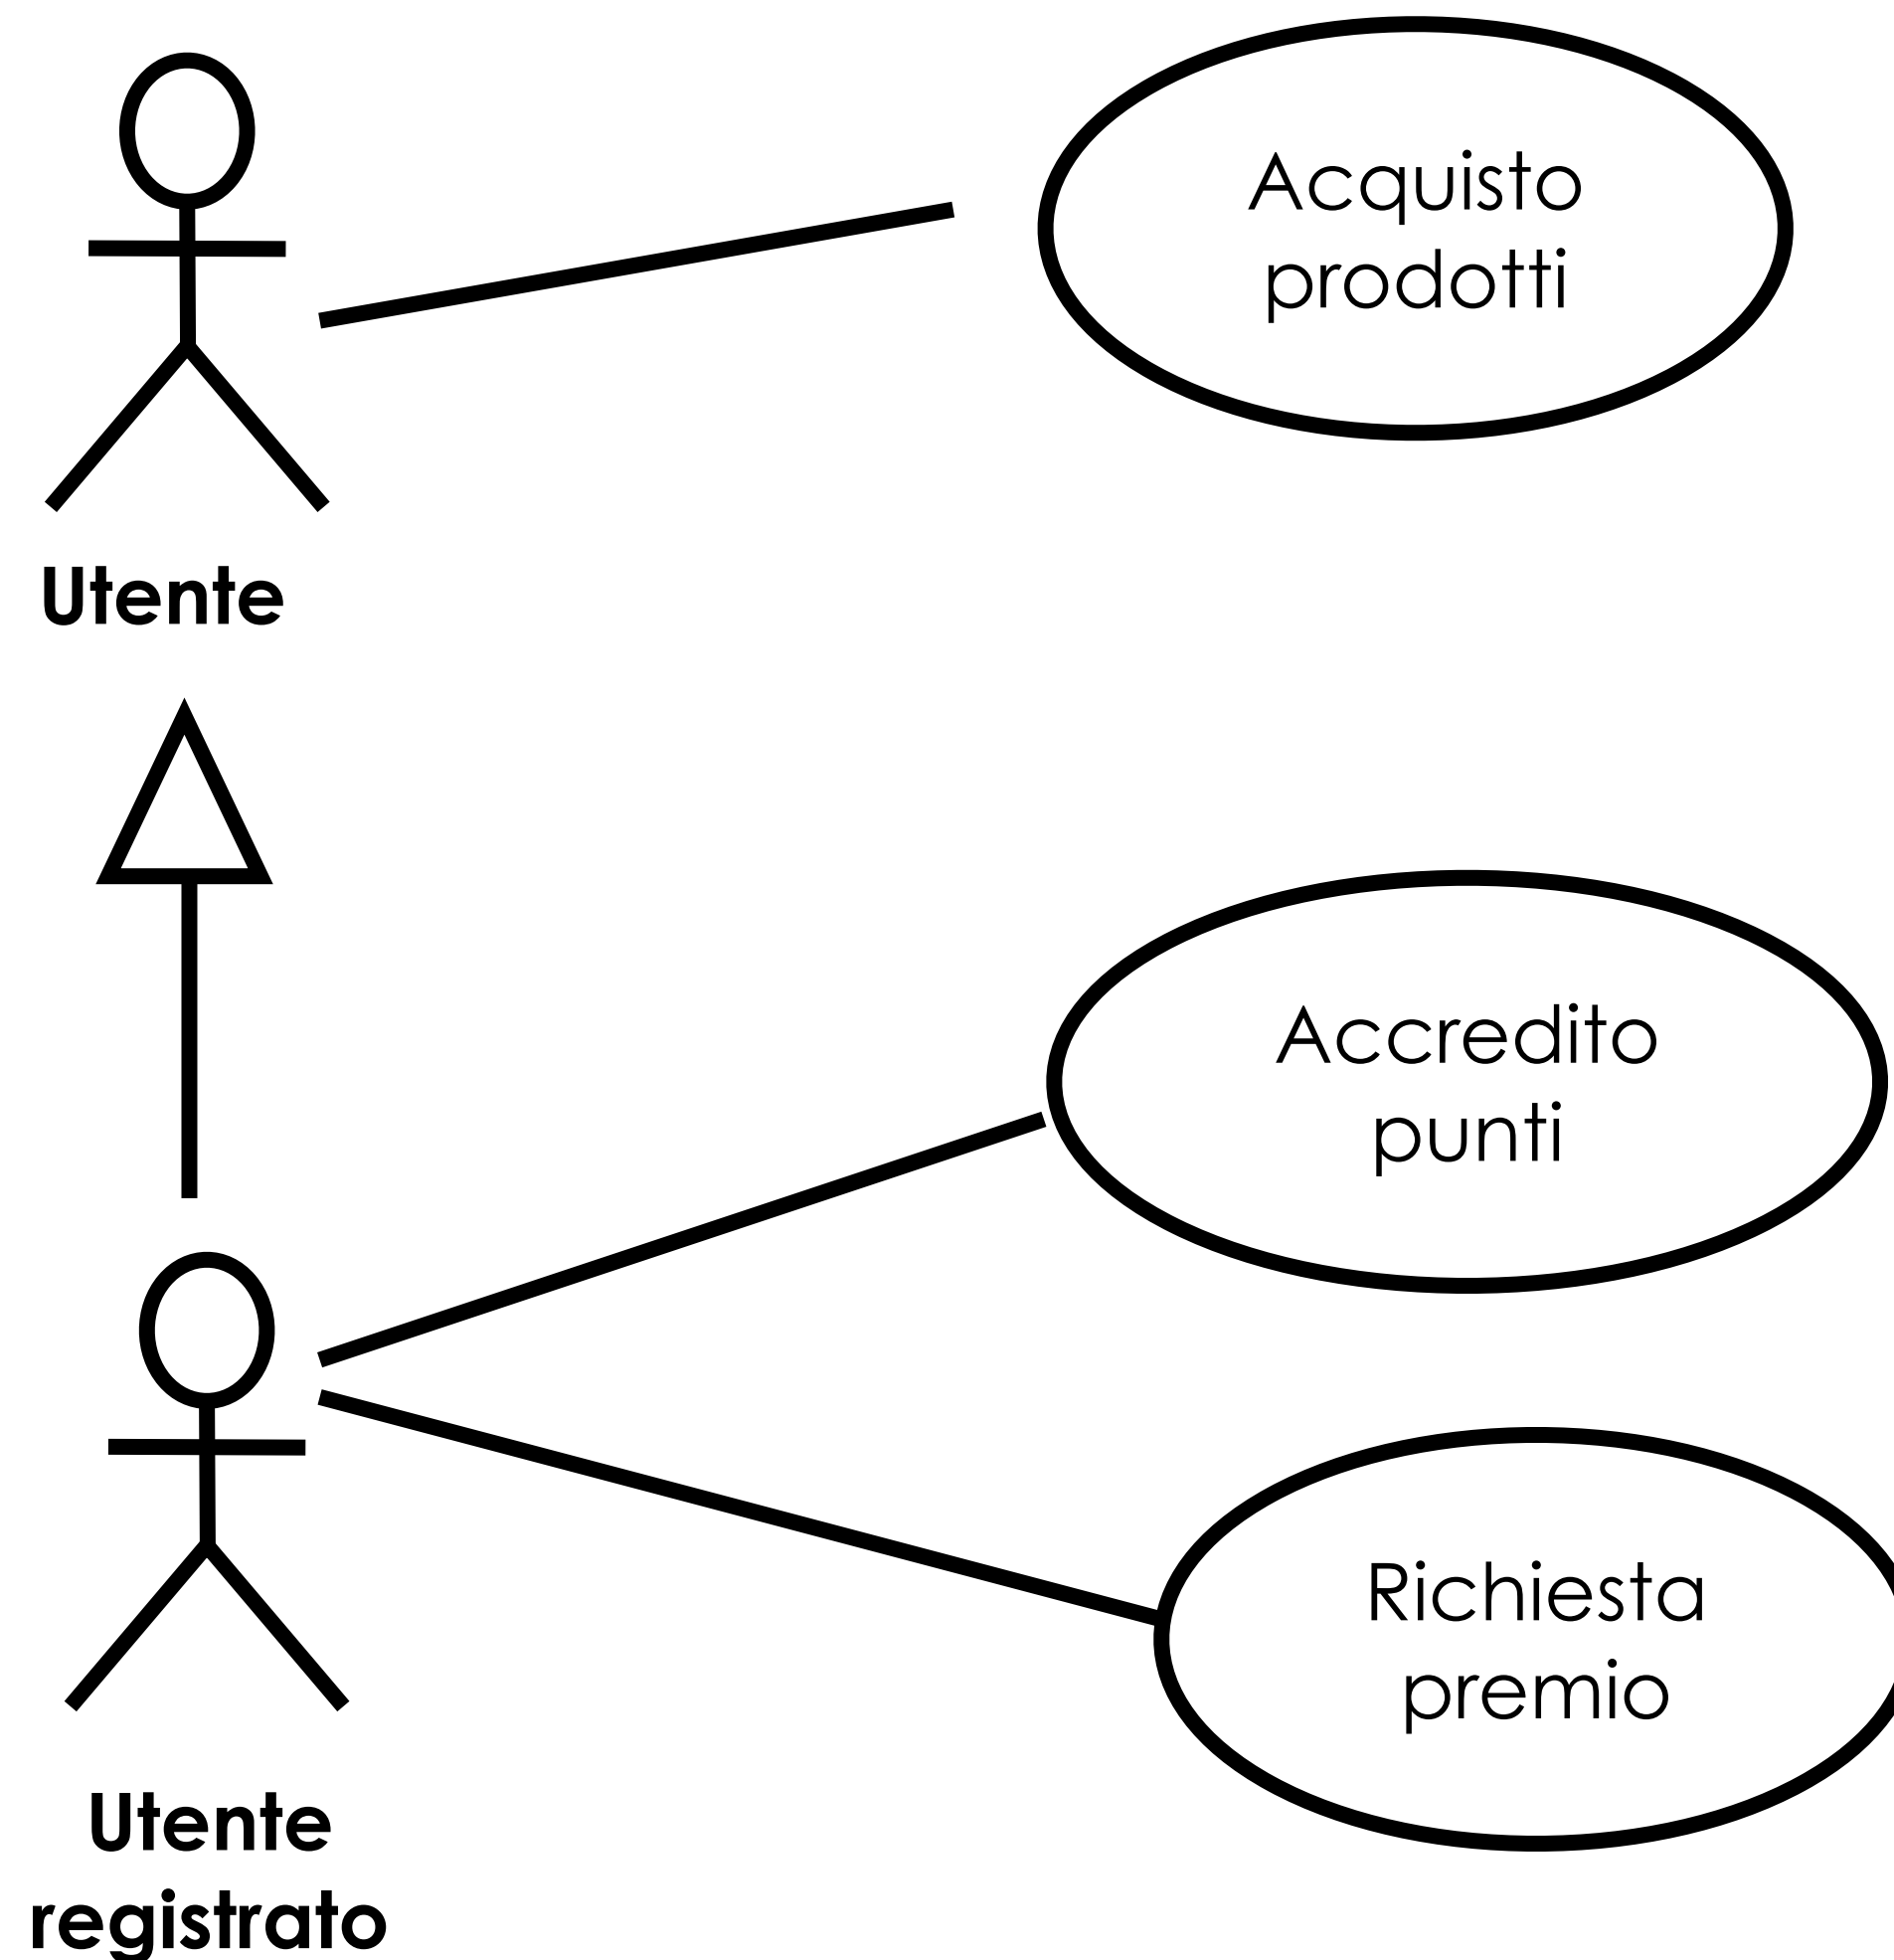 Acquisto
prodotti
Utente
Accredito
punti
Richiesta
premio
Utente
registrato